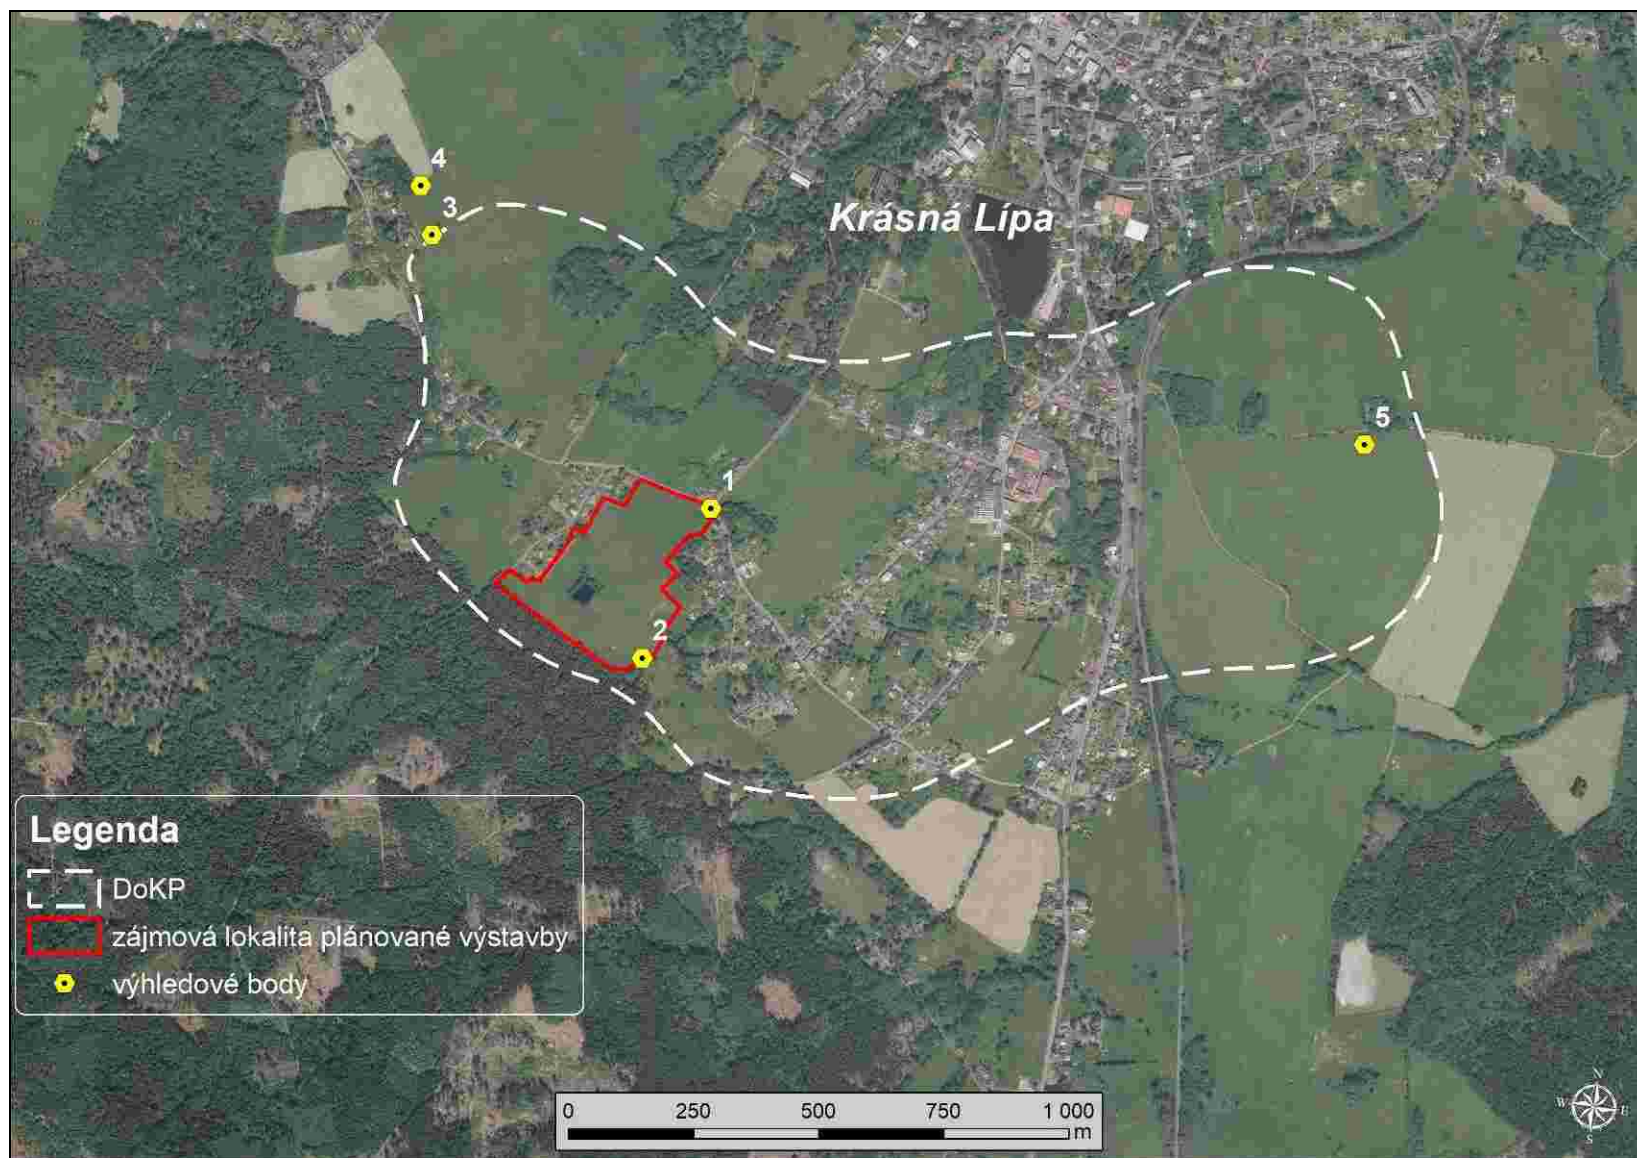 4
3
Krásná Lípa
5
1
2
Legenda
DoKP
zájmová lokalita plánované výstavby
výhledové body
0 250 500 750 1 000
m
N
W E
S